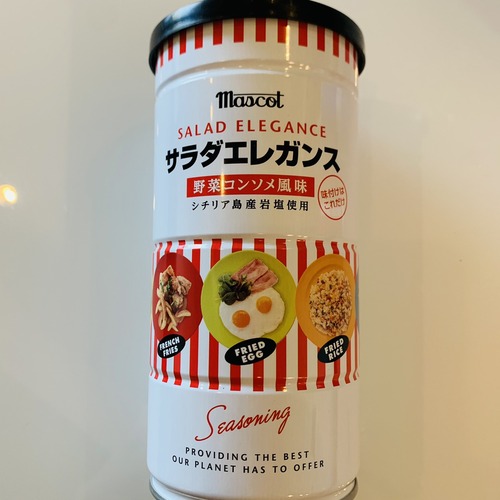 mascot
SALAD ELEGANCE
サラダエレガンス
野菜コンソメ風味
シチリア島産岩塩使用
味付けは
これだけ
FRENCH
FRIES
FRIED
EGG
FRIED
RICE
Seasoning
PROVIDING THE BEST
OUR PLANET HAS TO OFFER